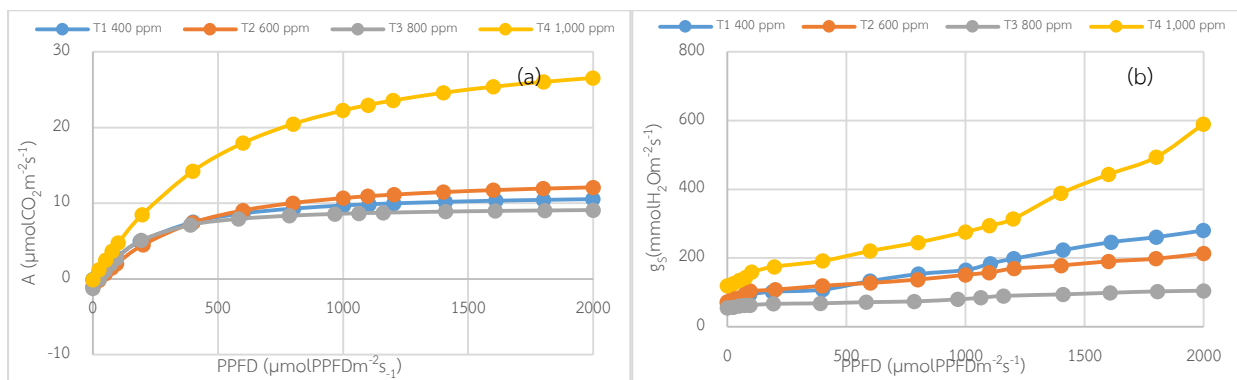 T1 400 ppm T2 600 ppm T3 800 ppm T4 1,000 ppm
30
20
10
0
-10
A (µmolCO₂m⁻²s⁻¹)
(a)
0 500 1000 1500 2000
PPFD (µmolPPFDm⁻²s₋₁)
T1 400 ppm T2 600 ppm T3 800 ppm T4 1,000 ppm
800
600
400
200
0
gₛ(mmolH₂Om⁻²s⁻¹)
(b)
0 500 1000 1500 2000
PPFD (µmolPPFDm⁻²s⁻¹)